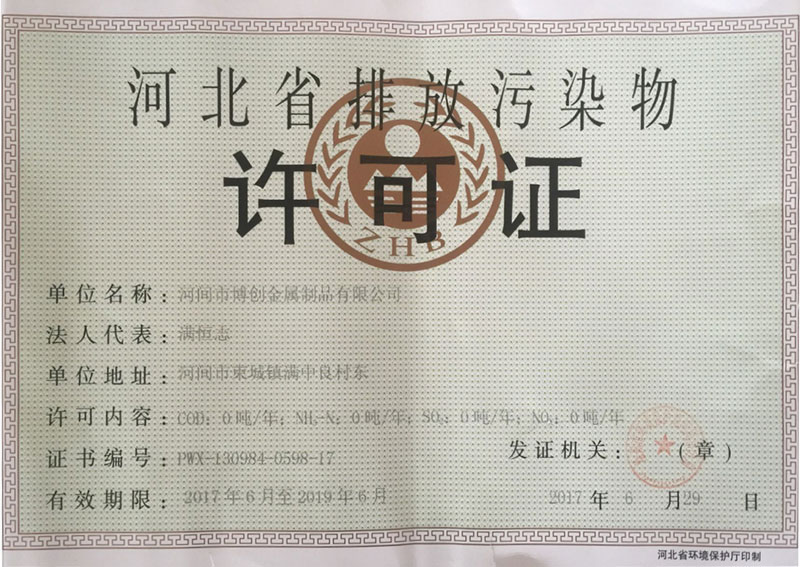 河北省排放污染物
许可证
ZHB
单位名称：河间市博创金属制品有限公司
法人代表：满恒志
单位地址：河间市束城镇满中良村东
许可内容：COD：0吨/年；NH₃-N：0吨/年；SO₂：0吨/年；NOₓ：0吨/年
证书编号：PWX-130984-0598-17
发证机关：（章）
有效期限：2017年6月至2019年6月
2017年6月29日
河北省环境保护厅印制